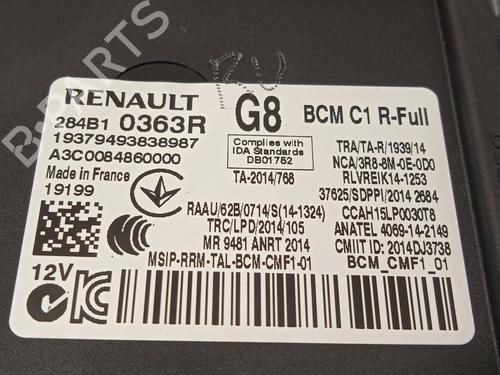 B-PARTS
RENAULT
G8
BCM C1 R-Full
284B1 0363R
19379493838987
A3C0084860000
Made in France
19199
Complies with
IDA Standards
DB01752
TA-2014/768
TRA/TA-R/1939/14
NCA/3R8-8M-0E-0D0
RLVREIK14-1253
37625/SDPPI/2014 2684
CCAH15LP0030T8
ANATEL 4069-14-2149
CMIIT ID: 2014DJ3738
BCM_CMF1_01
RAAU/62B/0714/S(14-1324)
TRC/LPD/2014/105
MR 9481 ANRT 2014
MSIP-RRM-TAL-BCM-CMF1-01
12V